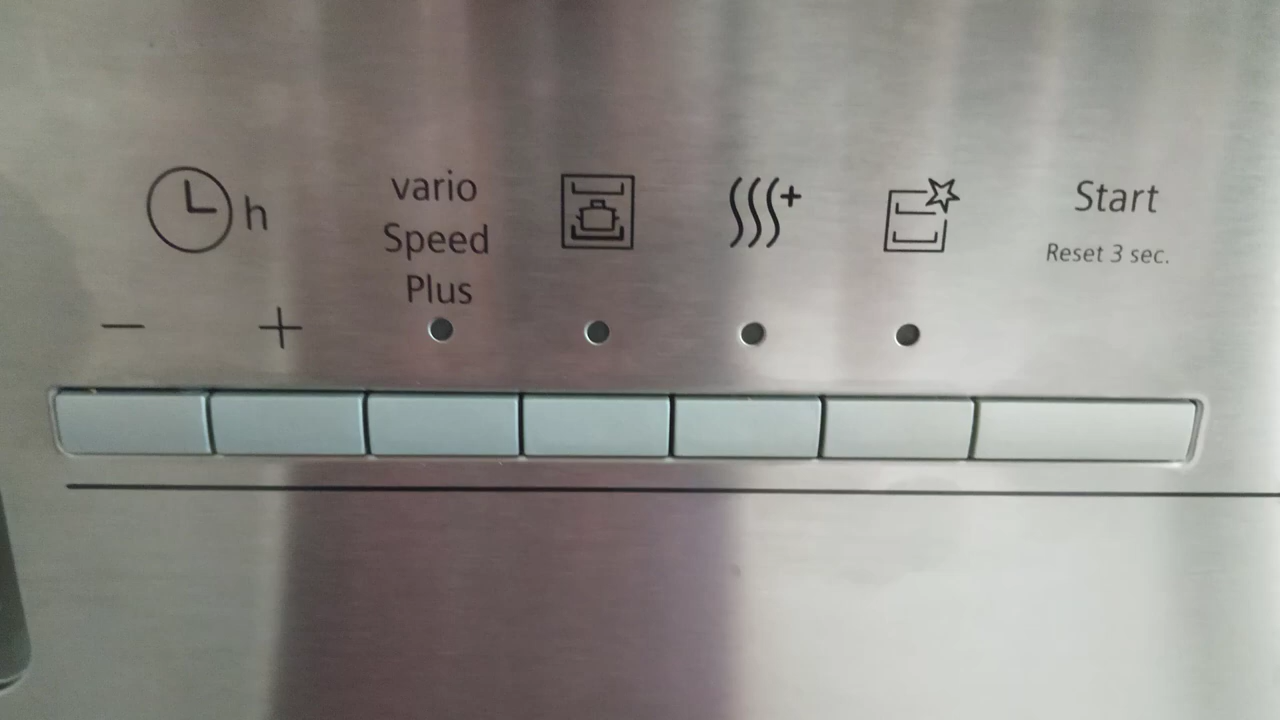 h
vario
Speed
Plus
Start
Reset 3 sec.
- +
+